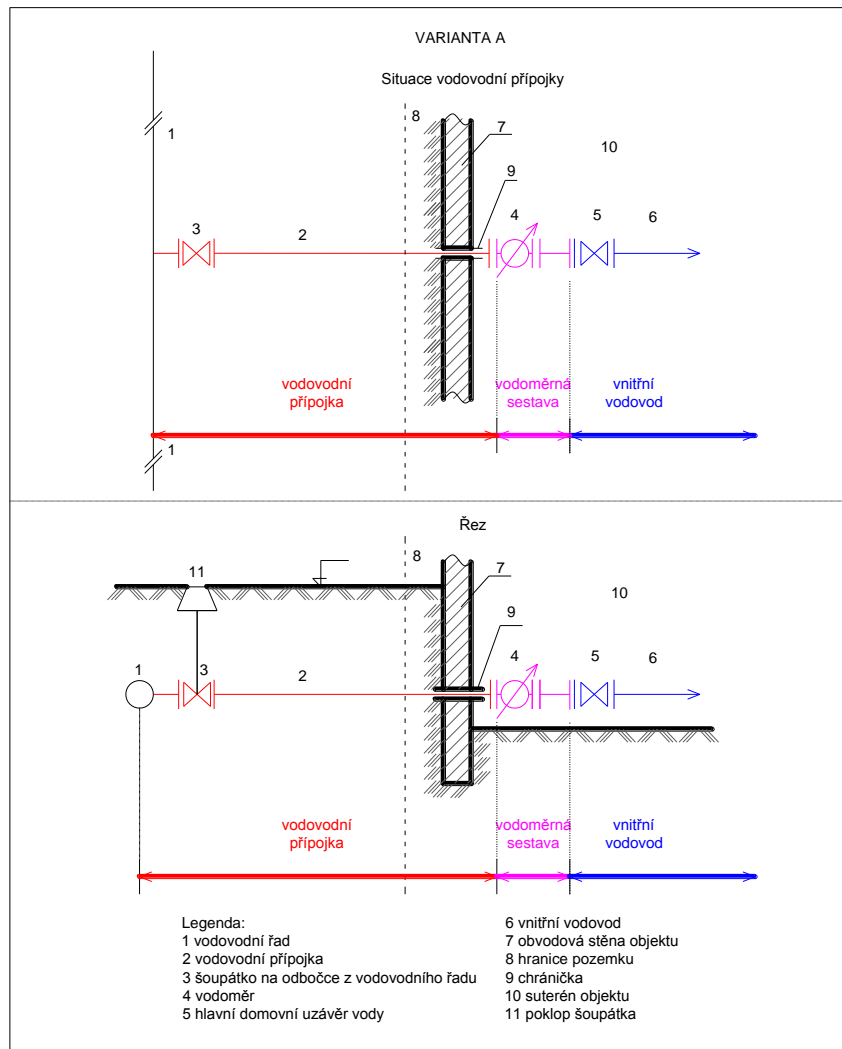 VARIANTA A
Situace vodovodní přípojky
1
8
7
10
9
3
2
4
5
6
vodovodní
přípojka
vodoměrná
sestava
vnitřní
vodovod
1
Řez
11
8
7
10
9
1
3
2
4
5
6
vodovodní
přípojka
vodoměrná
sestava
vnitřní
vodovod
Legenda:
1 vodovodní řad
2 vodovodní přípojka
3 šoupátko na odbočce z vodovodního řadu
4 vodoměr
5 hlavní domovní uzávěr vody
6 vnitřní vodovod
7 obvodová stěna objektu
8 hranice pozemku
9 chránička
10 suterén objektu
11 poklop šoupátka